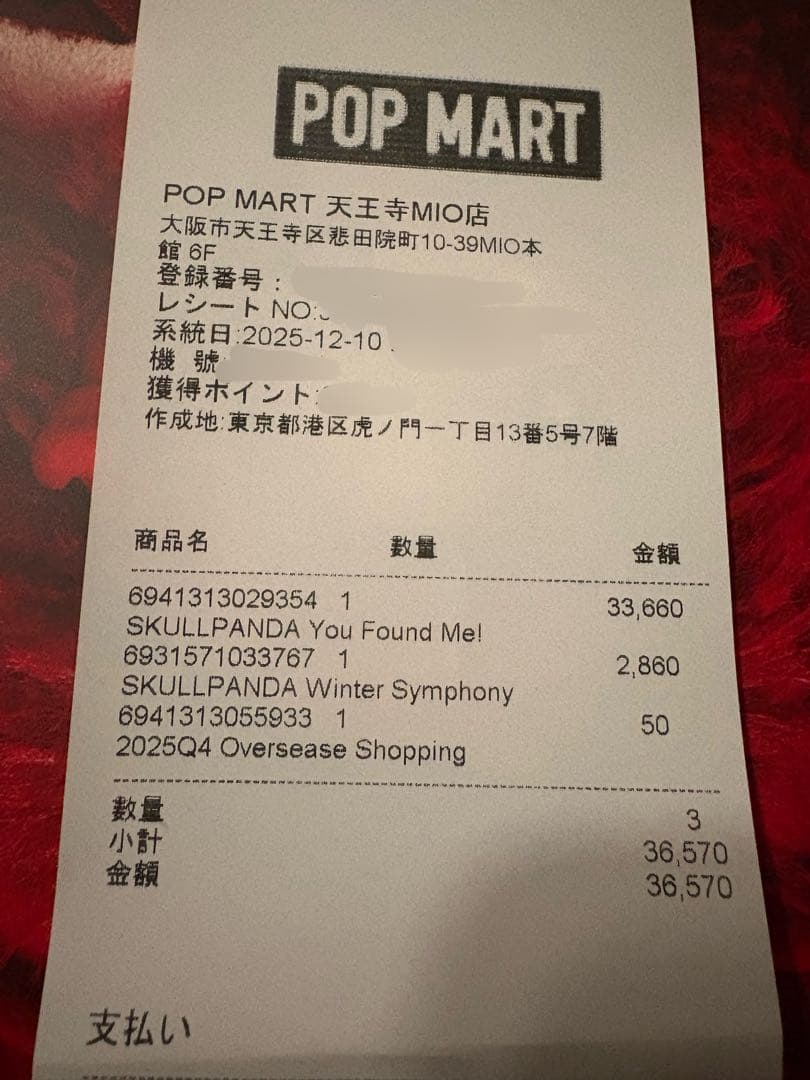 POP MART
POP MART 天王寺MIO店
大阪市天王寺区悲田院町10-39MIO本
館 6F
登録番号:
レシート NO:
系統日:2025-12-10
機 號:
獲得ポイント:
作成地:東京都港区虎ノ門一丁目13番5号7階
商品名 數量 金額
6941313029354 1 33,660
SKULLPANDA You Found Me!
6931571033767 1 2,860
SKULLPANDA Winter Symphony
6941313055933 1 50
2025Q4 Oversease Shopping
數量 3
小計 36,570
金額 36,570
支払い